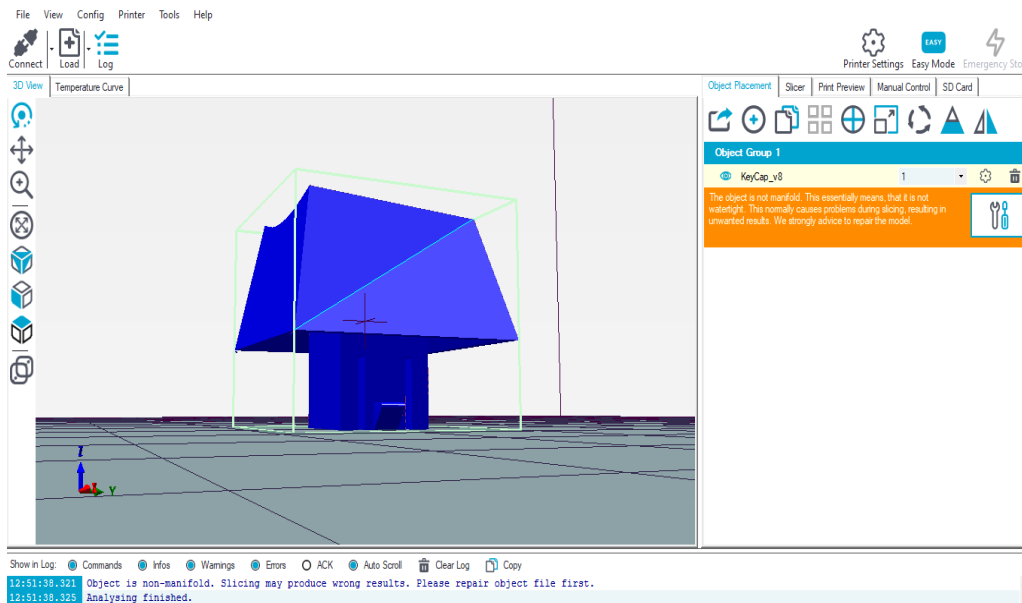 File View Config Printer Tools Help
Connect Load Log Printer Settings Easy Mode Emergency Sto
EASY
3D View Temperature Curve
Object Placement Slicer Print Preview Manual Control SD Card
Object Group 1
KeyCap_v8 1
The object is not manifold. This essentially means, that it is not
watertight. This normally causes problems during slicing, resulting in
unwanted results. We strongly advice to repair the model.
Z
Y
Show in Log: Commands Infos Warnings Errors ACK Auto Scroll Clear Log Copy
12:51:38.321 Object is non-manifold. Slicing may produce wrong results. Please repair object file first.
12:51:38.325 Analysing finished.